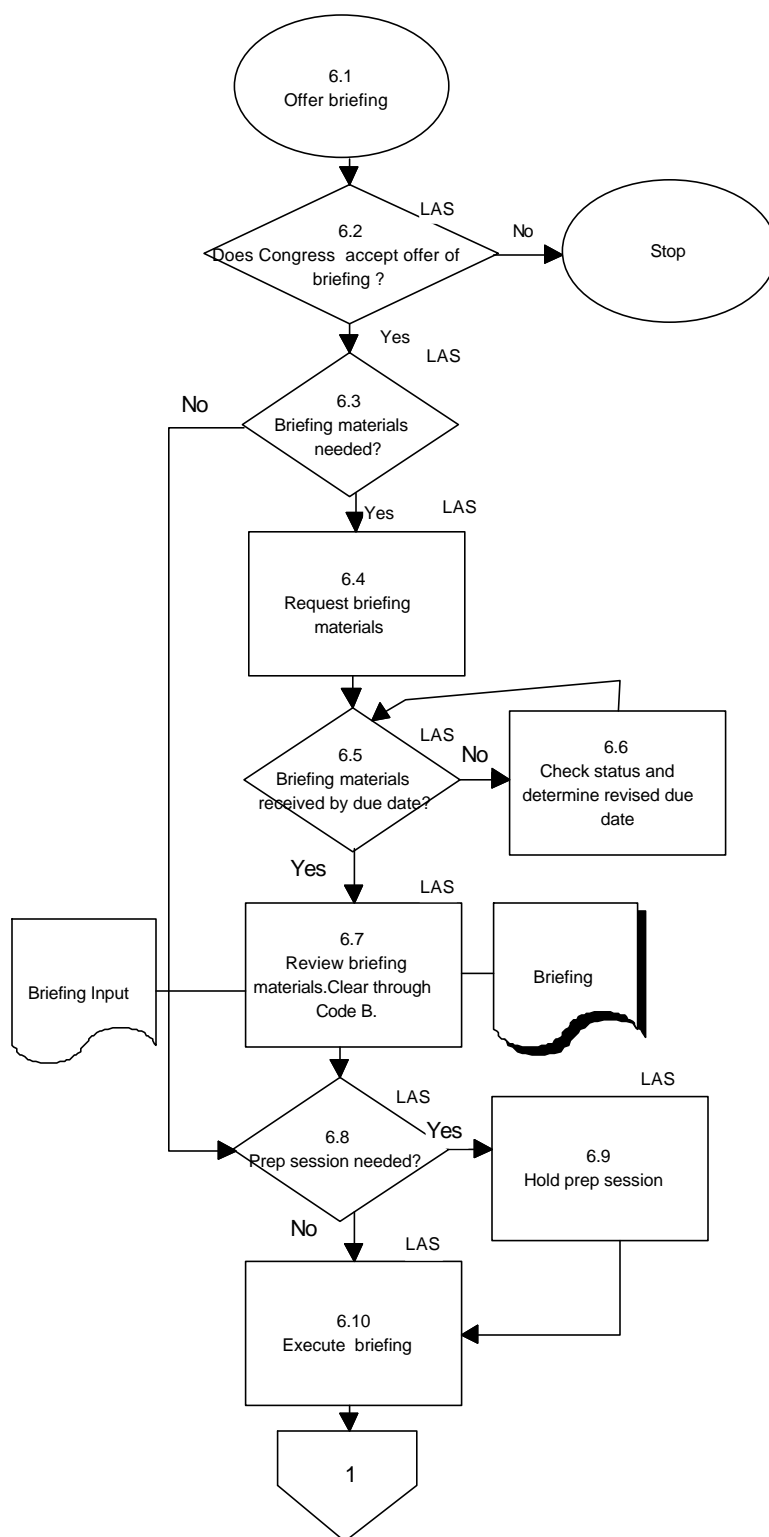 6.1
Offer briefing
LAS
6.2
Does Congress accept offer of
briefing ?
No
Stop
Yes
LAS
No
6.3
Briefing materials
needed?
Yes
LAS
6.4
Request briefing
materials
LAS
6.5
Briefing materials
received by due date?
No
6.6
Check status and
determine revised due
date
Yes
LAS
Briefing Input
6.7
Review briefing
materials.Clear through
Code B.
Briefing
LAS
LAS
6.8
Prep session needed?
Yes
6.9
Hold prep session
No
LAS
6.10
Execute briefing
1